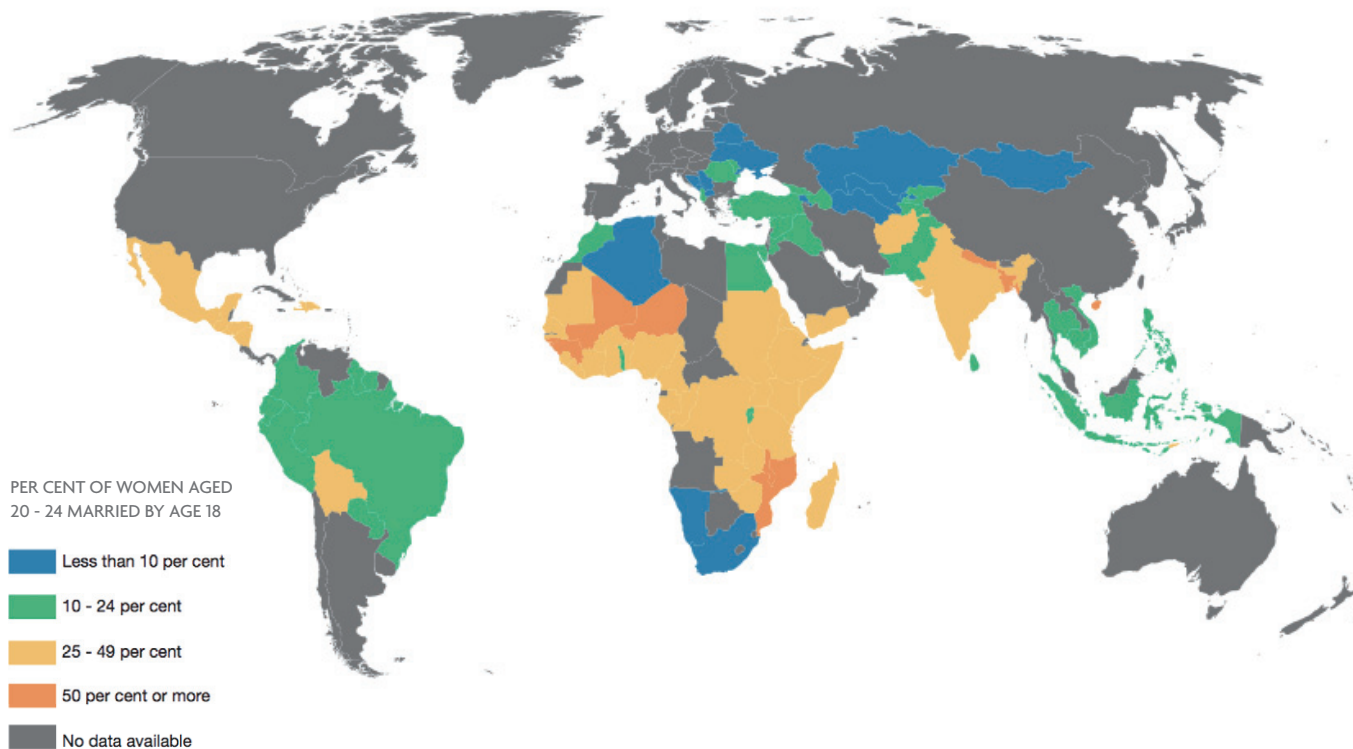 PER CENT OF WOMEN AGED
20 - 24 MARRIED BY AGE 18
Less than 10 per cent
10 - 24 per cent
25 - 49 per cent
50 per cent or more
No data available